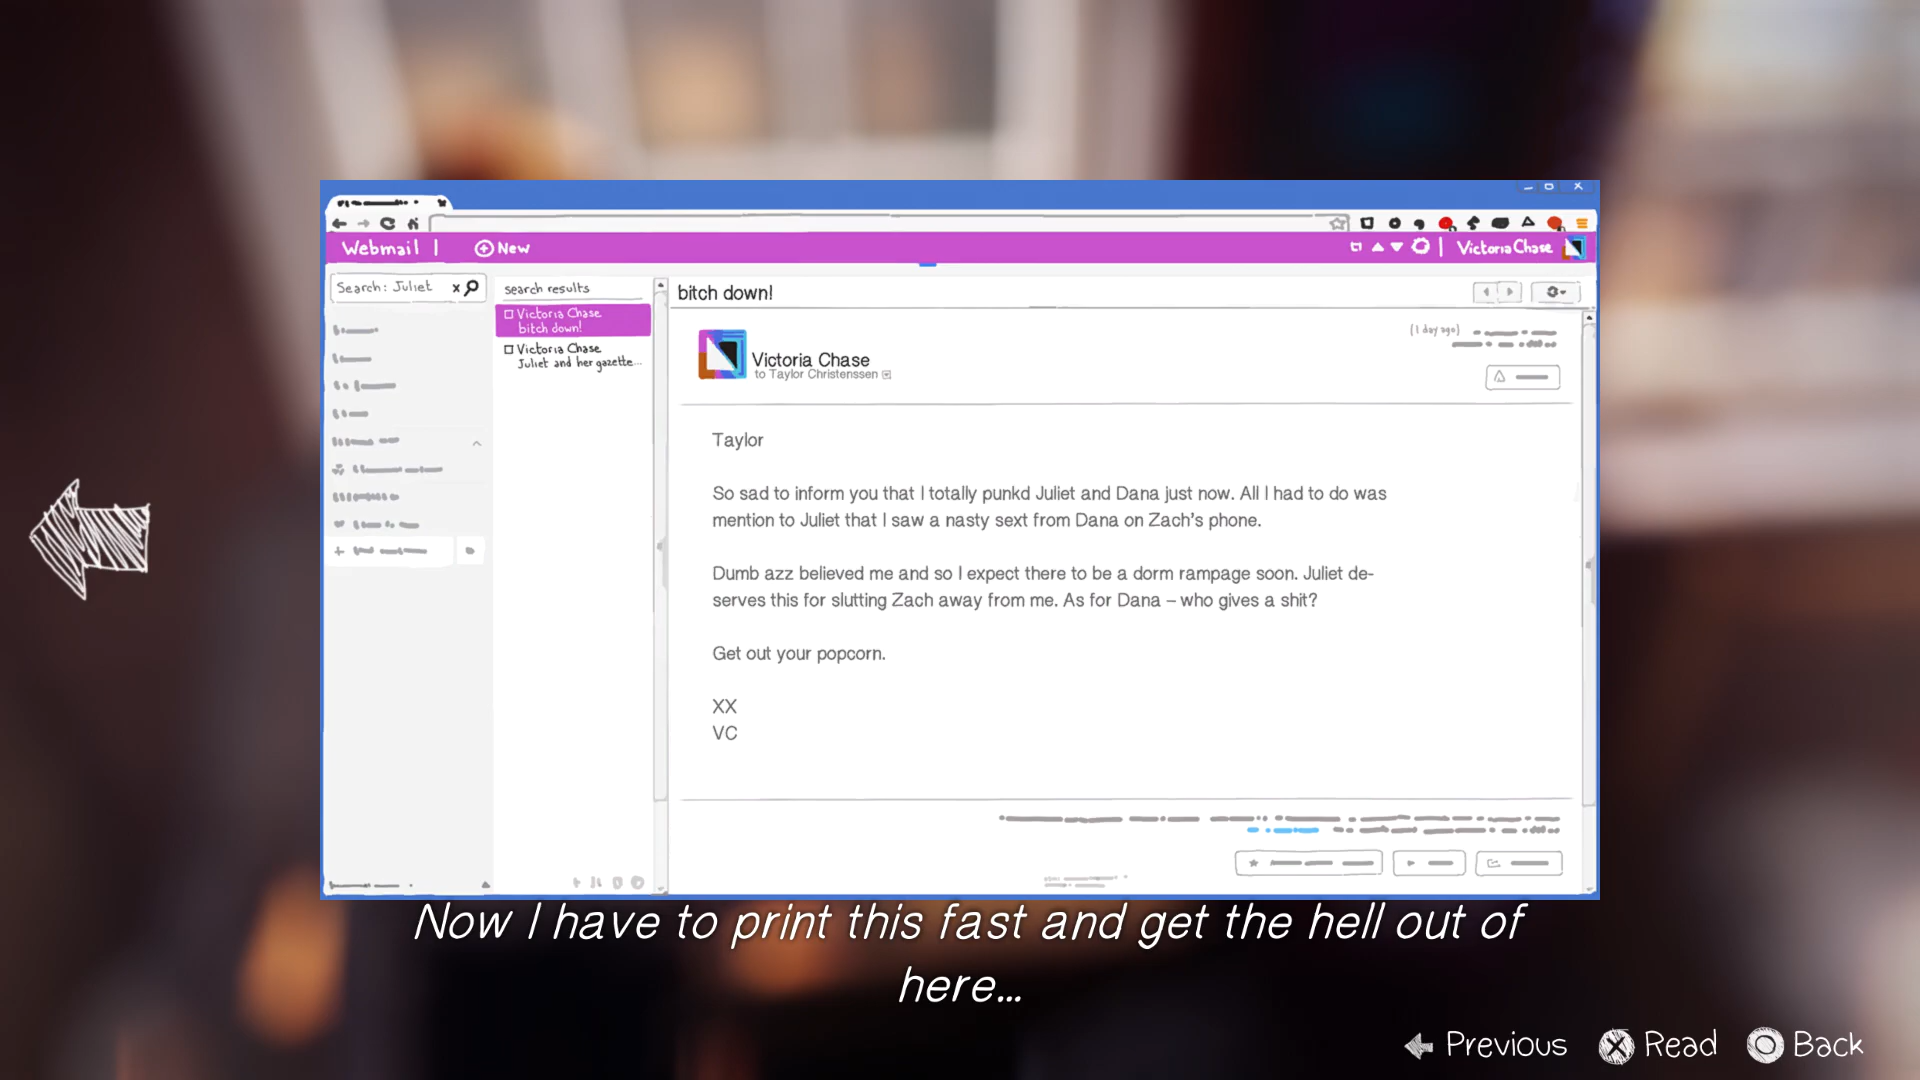 Webmail |
New
Victoria Chase
Search: Juliet x
search results
Victoria Chase
bitch down!
Victoria Chase
Juliet and her gazette...
bitch down!
(1 day ago)
Victoria Chase
to Taylor Christenssen
Taylor
So sad to inform you that I totally punkd Juliet and Dana just now. All I had to do was
mention to Juliet that I saw a nasty sext from Dana on Zach's phone.
Dumb azz believed me and so I expect there to be a dorm rampage soon. Juliet de-
serves this for slutting Zach away from me. As for Dana – who gives a shit?
Get out your popcorn.
XX
VC
Now I have to print this fast and get the hell out of
here...
Previous
Read
Back